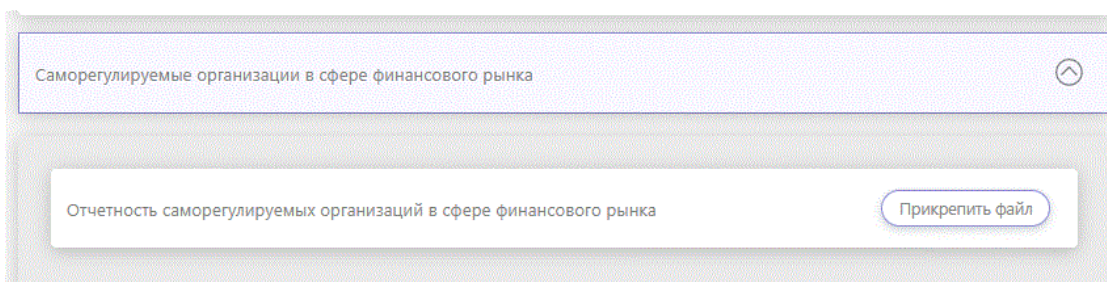 Саморегулируемые организации в сфере финансового рынка
Отчетность саморегулируемых организаций в сфере финансового рынка
Прикрепить файл